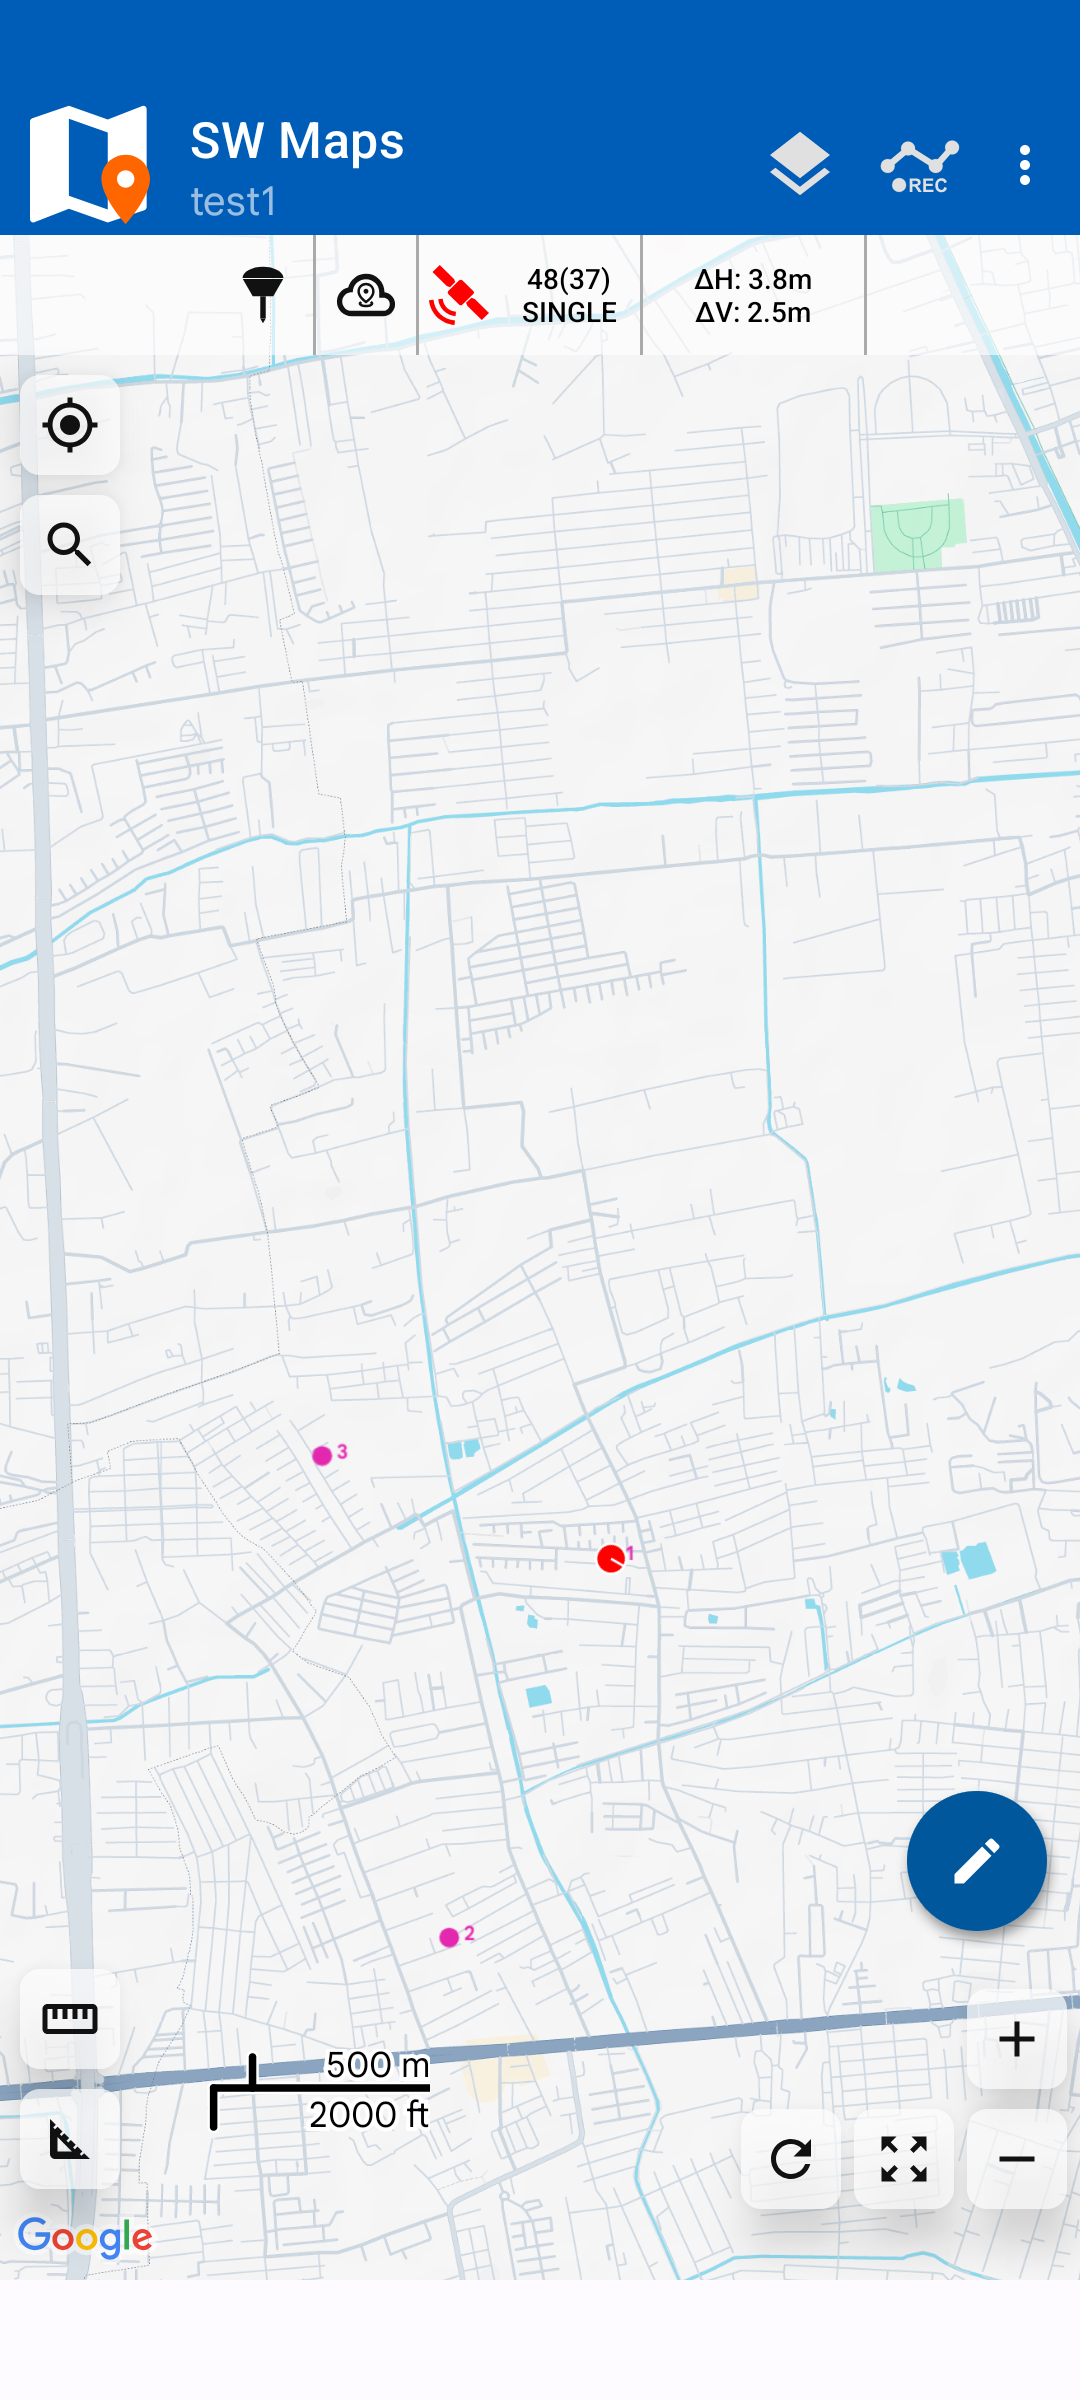 SW Maps
test1
REC
48(37)
SINGLE
ΔH: 3.8m
ΔV: 2.5m
3
1
2
500 m
2000 ft
Google